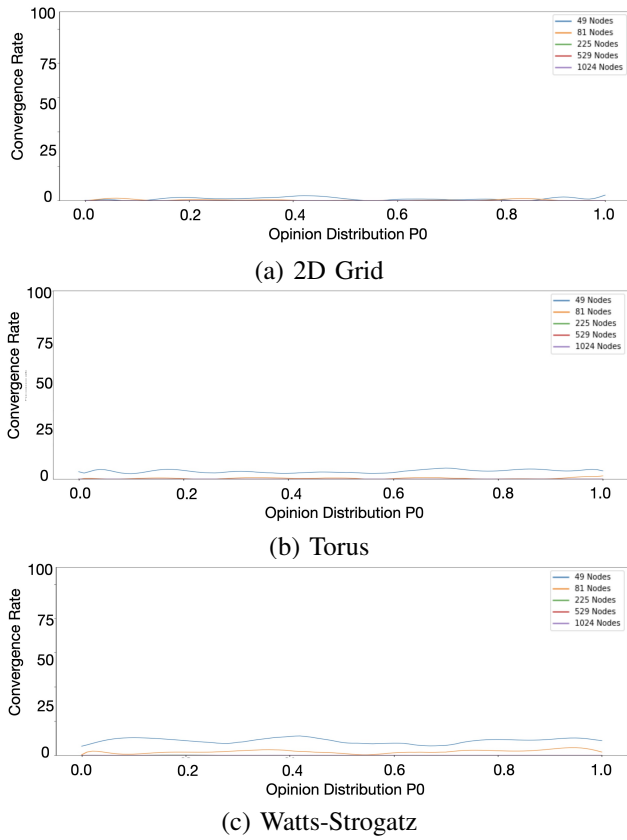 100
75
50
25
0
Convergence Rate
49 Nodes
81 Nodes
225 Nodes
529 Nodes
1024 Nodes
0.0 0.2 0.4 0.6 0.8 1.0
Opinion Distribution P0
(a) 2D Grid
100
75
50
25
0
Convergence Rate
49 Nodes
81 Nodes
225 Nodes
529 Nodes
1024 Nodes
0.0 0.2 0.4 0.6 0.8 1.0
Opinion Distribution P0
(b) Torus
100
75
50
25
0
Convergence Rate
49 Nodes
81 Nodes
225 Nodes
529 Nodes
1024 Nodes
0.0 0.2 0.4 0.6 0.8 1.0
Opinion Distribution P0
(c) Watts-Strogatz